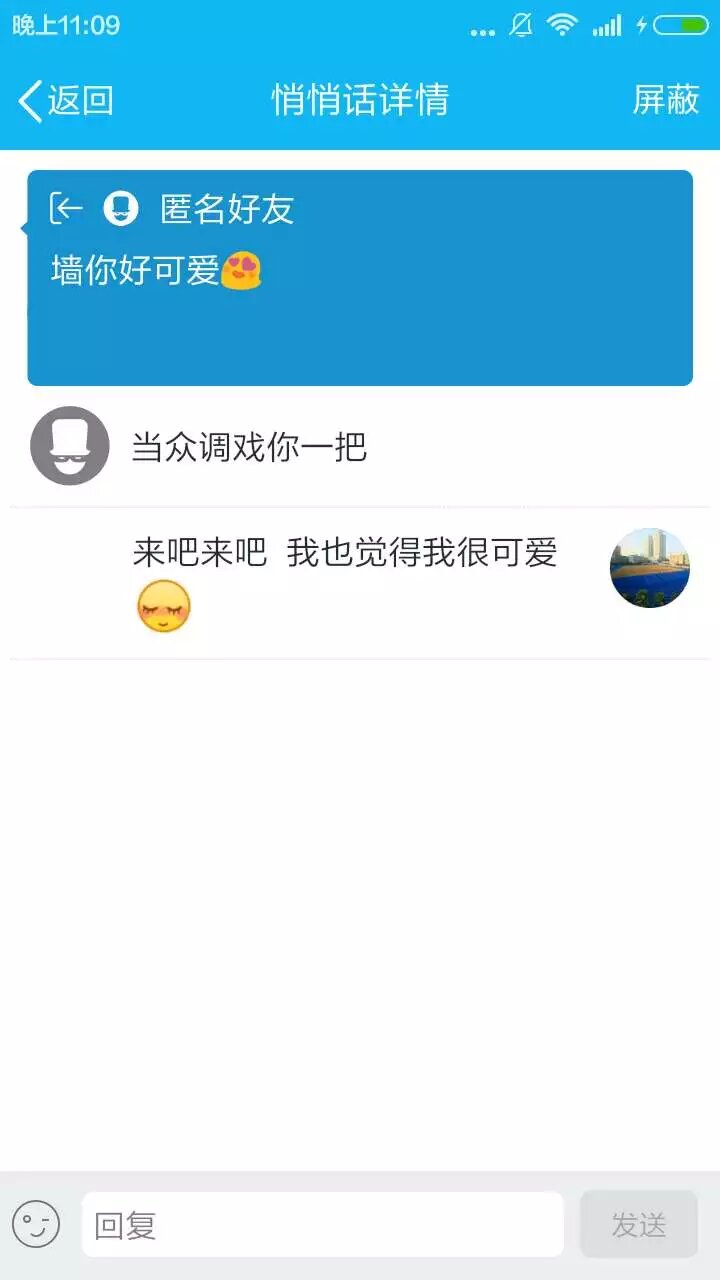 晚上11:09
返回 悄悄话详情 屏蔽
匿名好友
墙你好可爱😍
当众调戏你一把
来吧来吧 我也觉得我很可爱
回复 发送